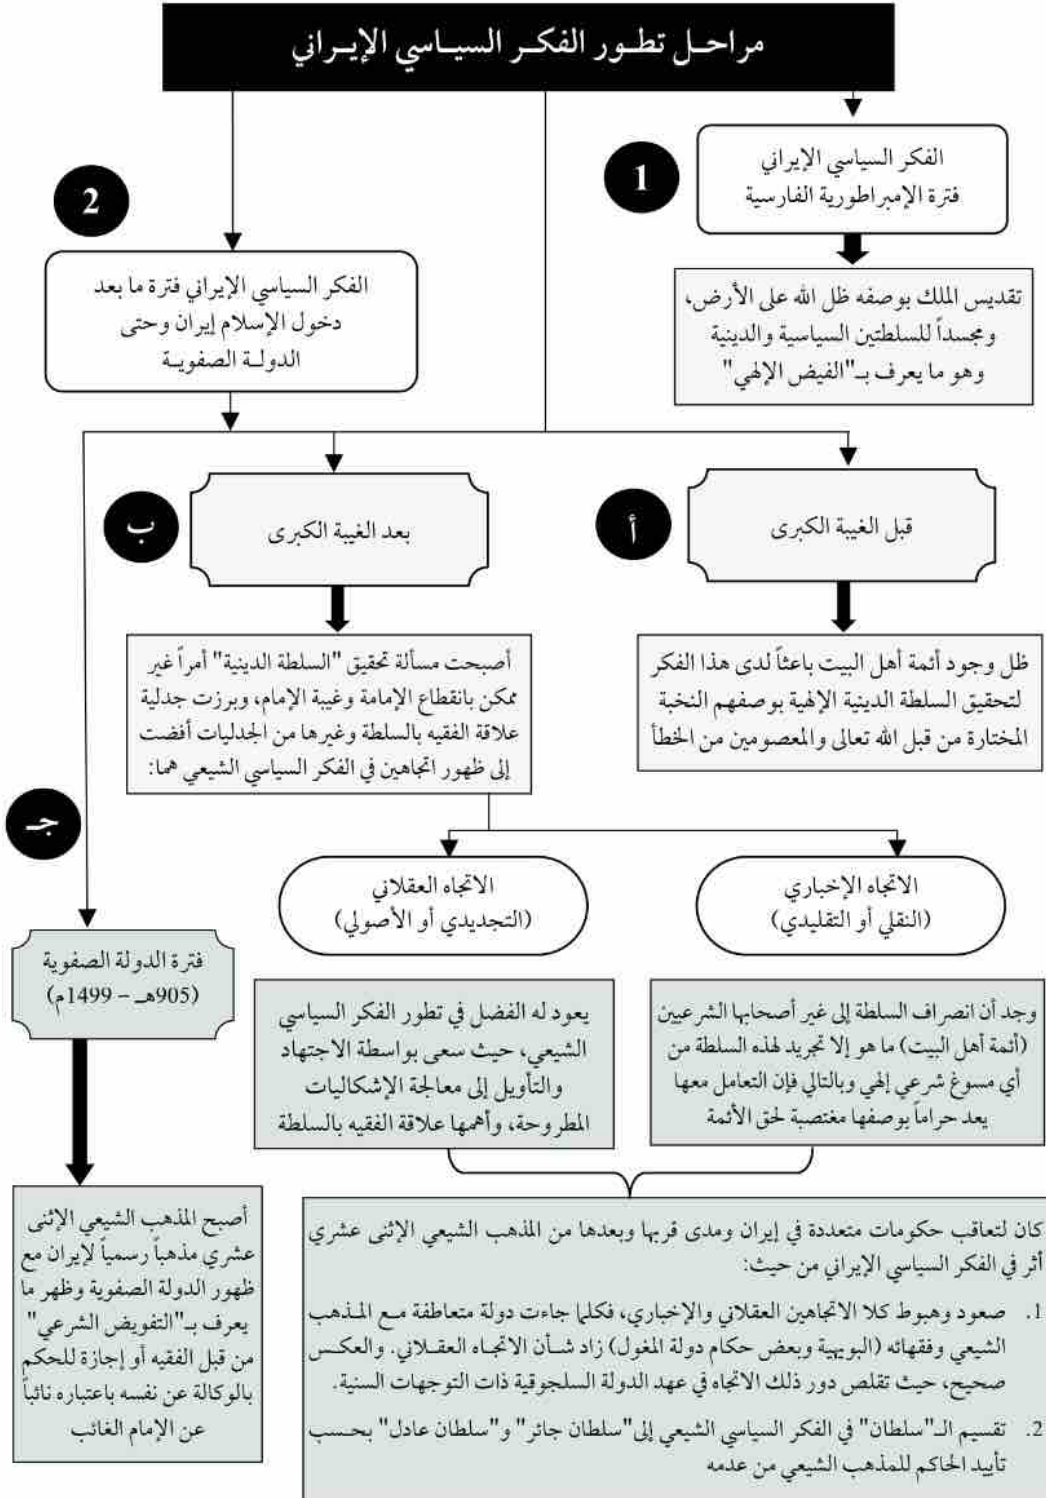 مراحل تطور الفكر السياسي الإيراني
1
الفكر السياسي الإيراني
فترة الإمبراطورية الفارسية
تقديس الملك بوصفه ظل الله على الأرض،
ومجسداً للسلطتين السياسية والدينية
وهو ما يعرف بـ"الفيض الإلهي"
2
الفكر السياسي الإيراني فترة ما بعد
دخول الإسلام إيران وحتى
الدولة الصفوية
أ
قبل الغيبة الكبرى
ظل وجود أئمة أهل البيت باعثاً لدى هذا الفكر
لتحقيق السلطة الدينية الإلهية بوصفهم النخبة
المختارة من قبل الله تعالى والمعصومين من الخطأ
ب
بعد الغيبة الكبرى
أصبحت مسألة تحقيق "السلطة الدينية" أمراً غير
ممكن بانقطاع الإمامة وغيبة الإمام، وبرزت جدلية
علاقة الفقيه بالسلطة وغيرها من الجدليات أفضت
إلى ظهور اتجاهين في الفكر السياسي الشيعي هما:
الاتجاه الإخباري
(النقلي أو التقليدي)
وجد أن انصراف السلطة إلى غير أصحابها الشرعيين
(أئمة أهل البيت) ما هو إلا تجريد لهذه السلطة من
أي مسوغ شرعي إلهي وبالتالي فإن التعامل معها
يعد حراماً بوصفها مغتصبة لحق الأئمة
الاتجاه العقلاني
(التجديدي أو الأصولي)
يعود له الفضل في تطور الفكر السياسي
الشيعي، حيث سعى بواسطة الاجتهاد
والتأويل إلى معالجة الإشكاليات
المطروحة، وأهمها علاقة الفقيه بالسلطة
كان لتعاقب حكومات متعددة في إيران ومدى قربها وبعدها من المذهب الشيعي الإثنى عشري
أثر في الفكر السياسي الإيراني من حيث:
1. صعود وهبوط كلا الاتجاهين العقلاني والإخباري، فكلما جاءت دولة متعاطفة مع المذهب
الشيعي وفقهائه (البويهية وبعض حكام دولة المغول) زاد شأن الاتجاه العقلاني. والعكس
صحيح، حيث تقلص دور ذلك الاتجاه في عهد الدولة السلجوقية ذات التوجهات السنية.
2. تقسيم الـ"سلطان" في الفكر السياسي الشيعي إلى"سلطان جائر" و"سلطان عادل" بحسب
تأييد الحاكم للمذهب الشيعي من عدمه
جـ
فترة الدولة الصفوية
(905هـ – 1499م)
أصبح المذهب الشيعي الإثنى
عشري مذهباً رسمياً لإيران مع
ظهور الدولة الصفوية وظهر ما
يعرف بـ"التفويض الشرعي"
من قبل الفقيه أو إجازة للحكم
بالوكالة عن نفسه باعتباره نائباً
عن الإمام الغائب